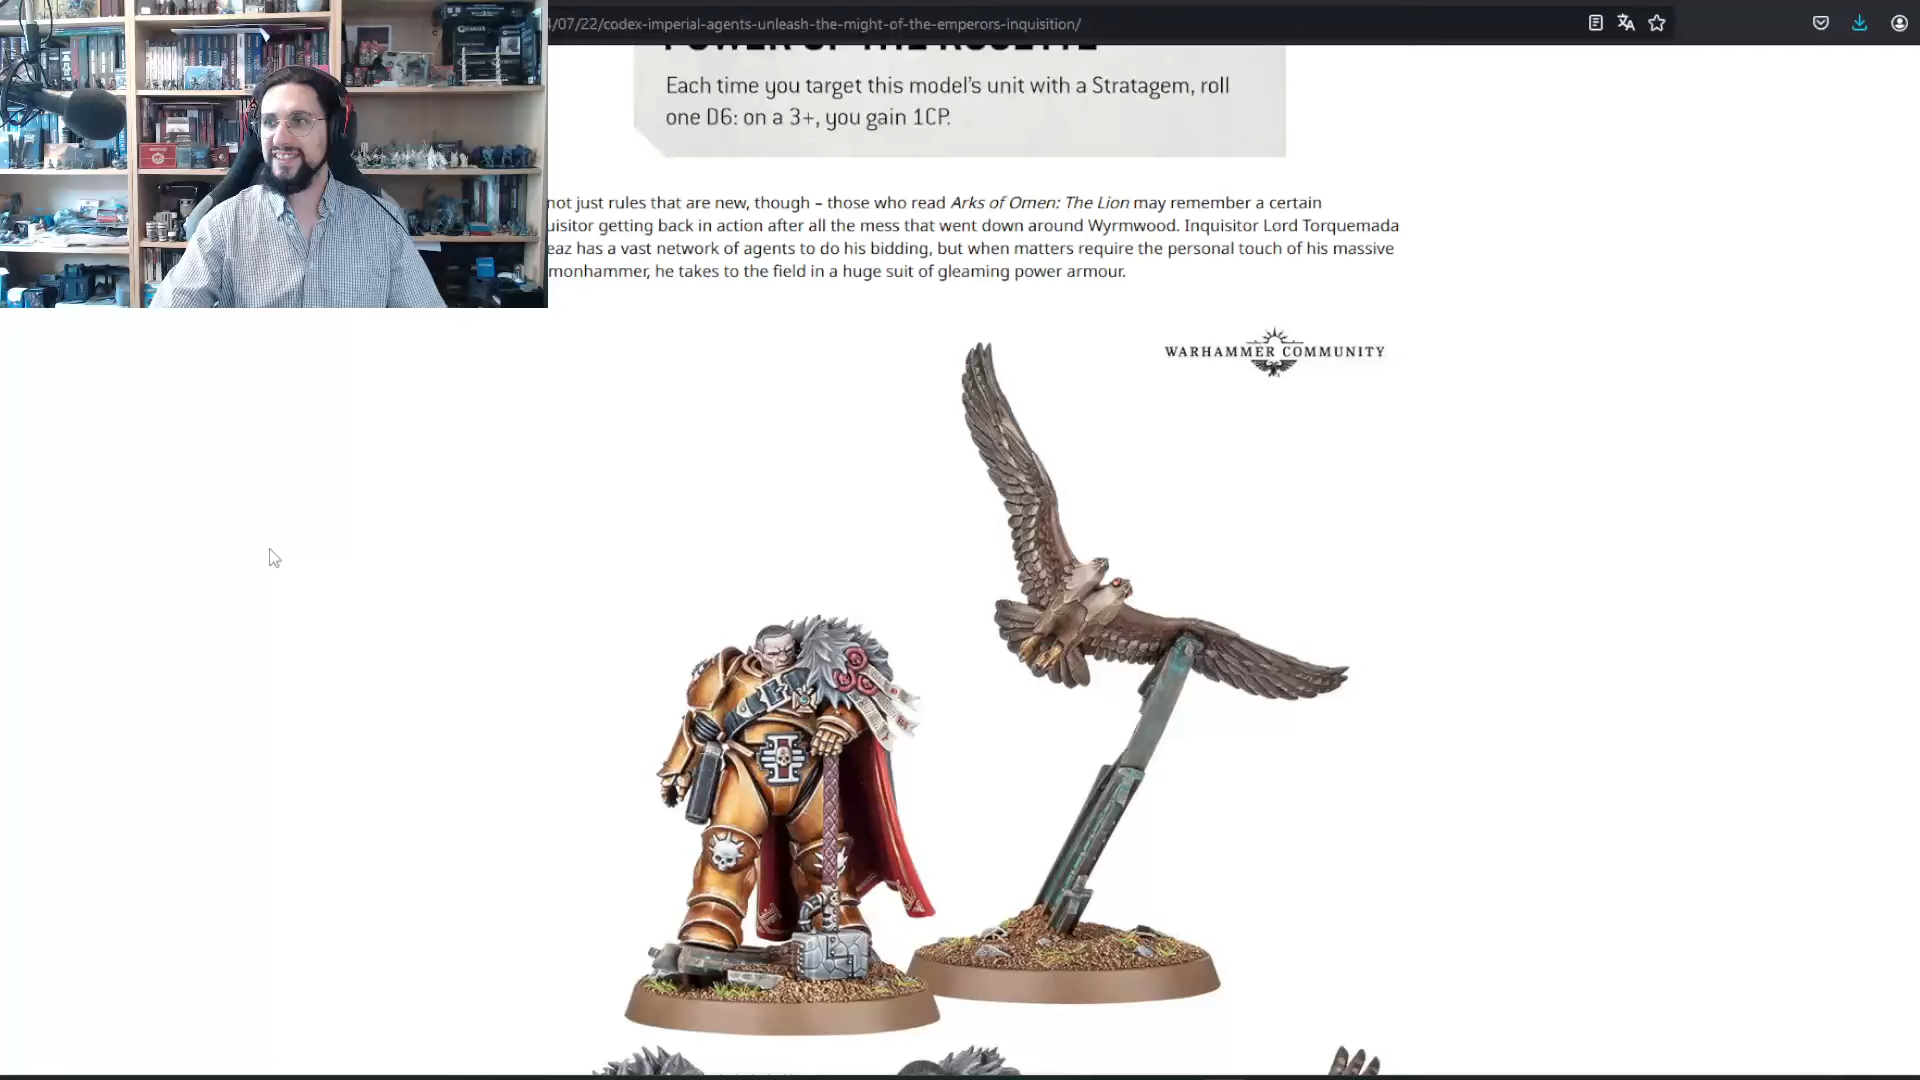 4/07/22/codex-imperial-agents-unleash-the-might-of-the-emperors-inquisition/
Each time you target this model's unit with a Stratagem, roll
one D6: on a 3+, you gain 1CP.
not just rules that are new, though – those who read Arks of Omen: The Lion may remember a certain
uisitor getting back in action after all the mess that went down around Wyrmwood. Inquisitor Lord Torquemada
eaz has a vast network of agents to do his bidding, but when matters require the personal touch of his massive
monhammer, he takes to the field in a huge suit of gleaming power armour.
WARHAMMER COMMUNITY